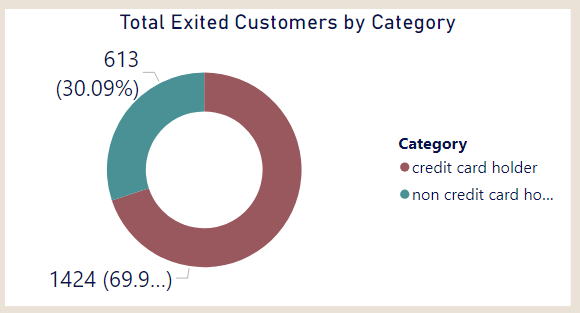 Total Exited Customers by Category
613
(30.09%)
Category
credit card holder
non credit card ho...
1424 (69.9...)